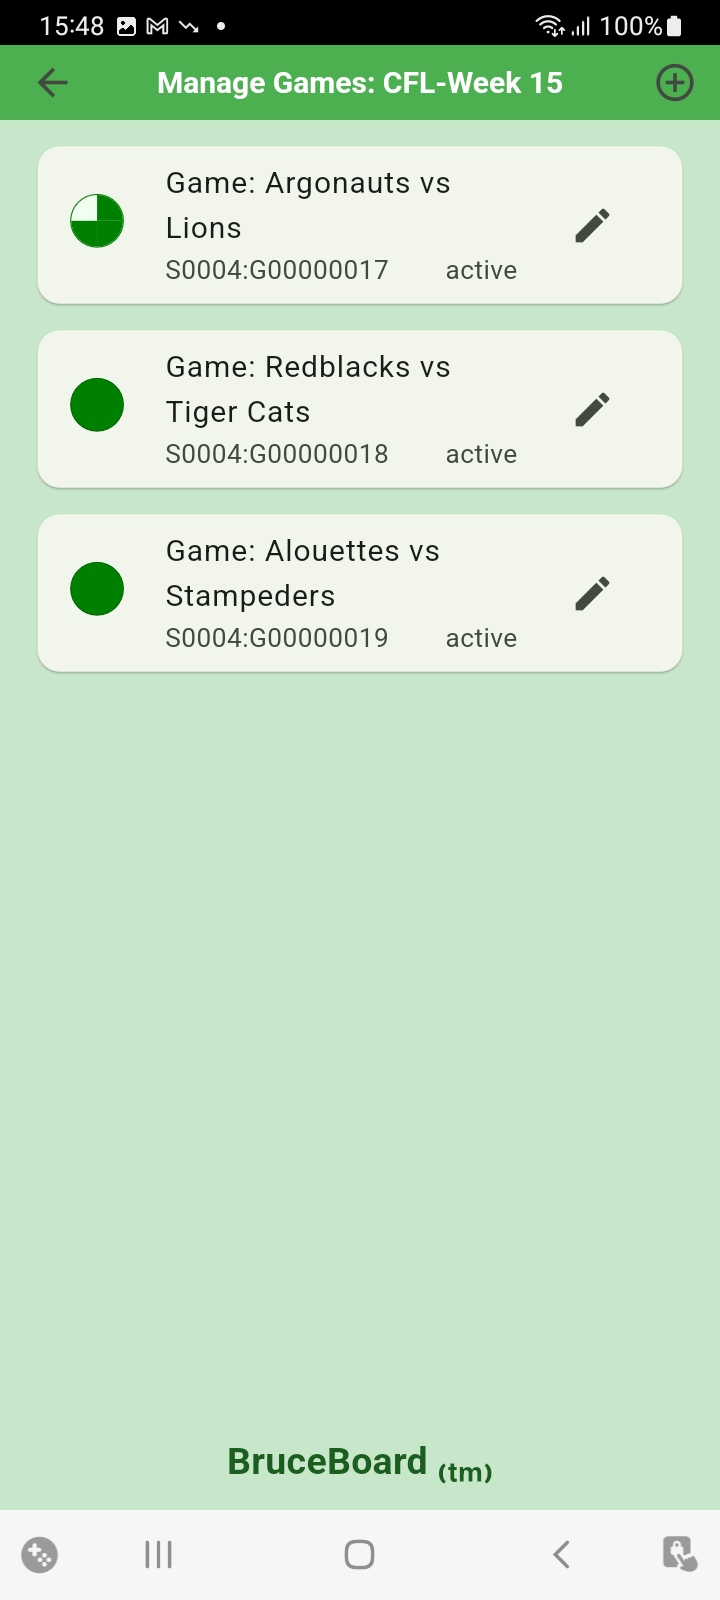 15:48 100%
Manage Games: CFL-Week 15
Game: Argonauts vs
Lions
S0004:G00000017 active
Game: Redblacks vs
Tiger Cats
S0004:G00000018 active
Game: Alouettes vs
Stampeders
S0004:G00000019 active
BruceBoard (tm)